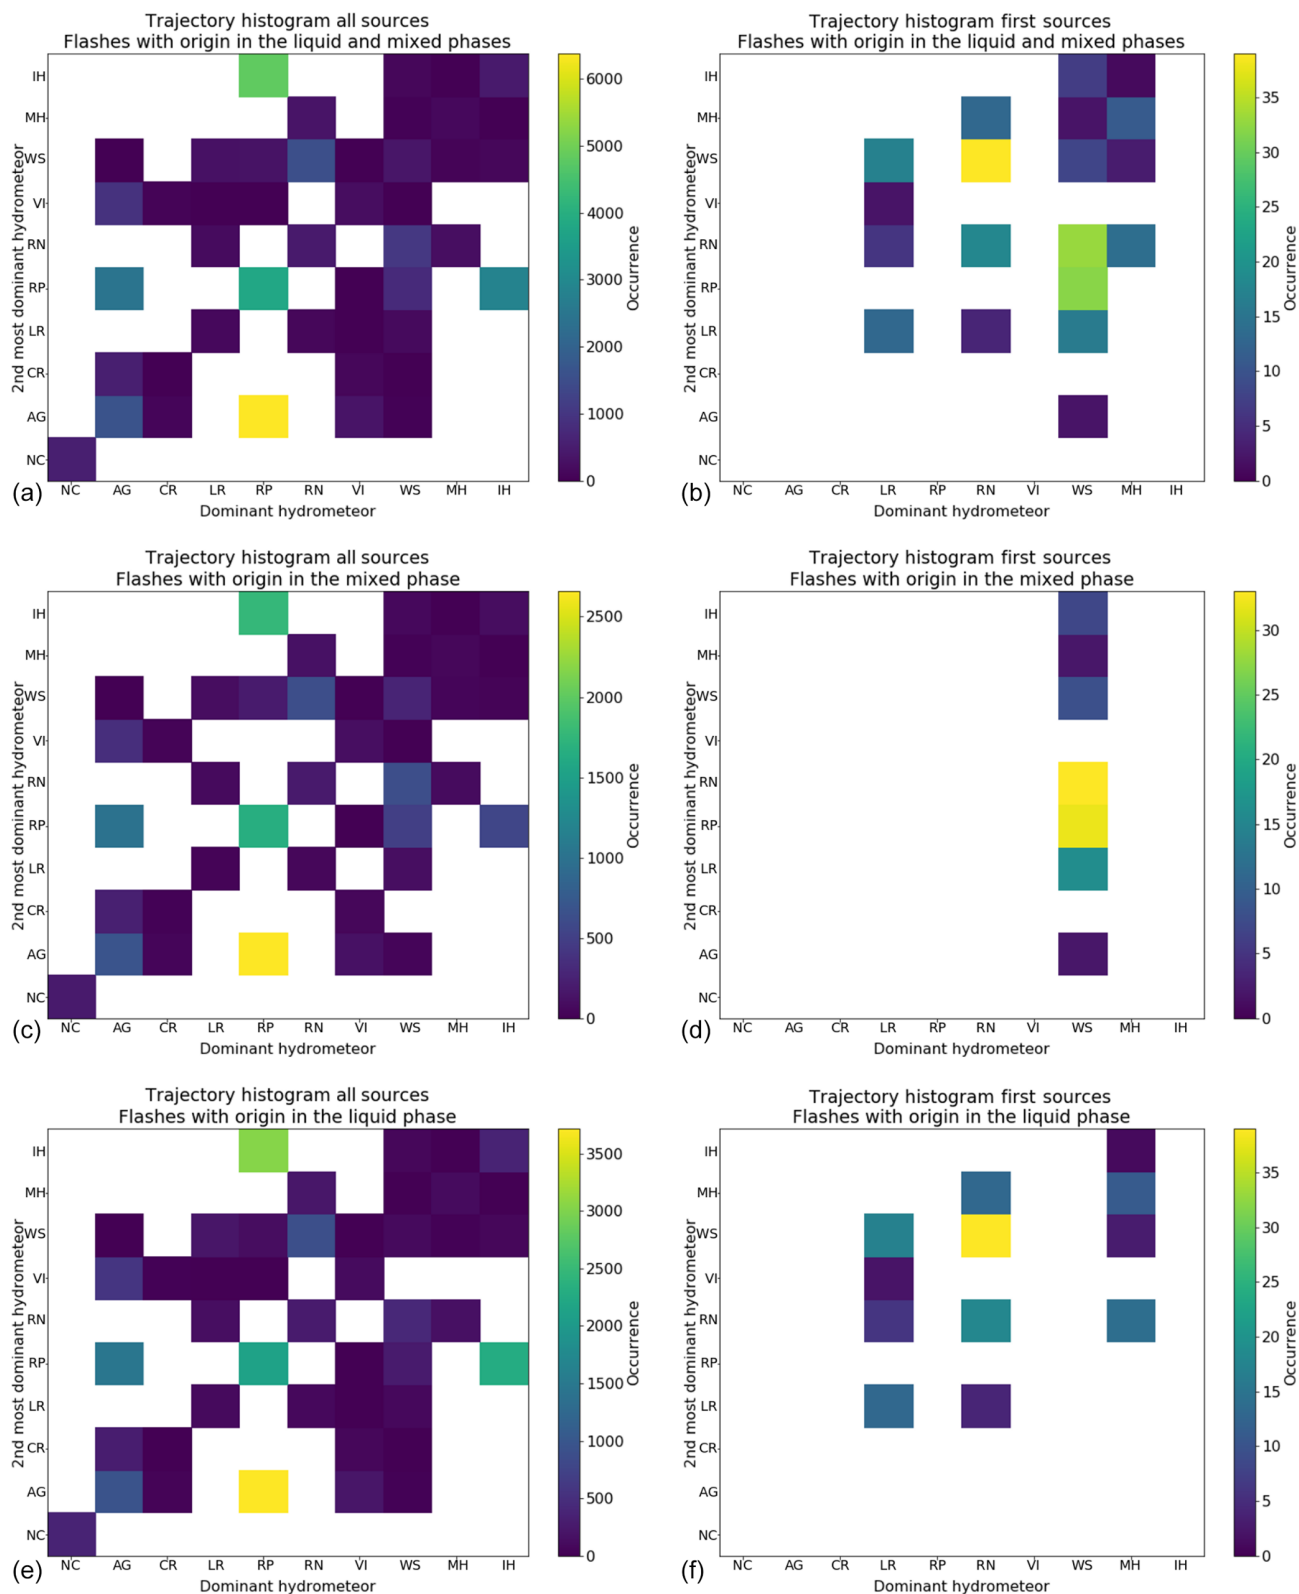 Trajectory histogram all sources
Flashes with origin in the liquid and mixed phases
2nd most dominant hydrometeor
IH
MH
WS
VI
RN
RP
LR
CR
AG
NC
NC AG CR LR RP RN VI WS MH IH
Dominant hydrometeor
6000
5000
4000
3000
2000
1000
0
Occurrence
(a)
Trajectory histogram first sources
Flashes with origin in the liquid and mixed phases
2nd most dominant hydrometeor
IH
MH
WS
VI
RN
RP
LR
CR
AG
NC
NC AG CR LR RP RN VI WS MH IH
Dominant hydrometeor
35
30
25
20
15
10
5
0
Occurrence
(b)
Trajectory histogram all sources
Flashes with origin in the mixed phase
2nd most dominant hydrometeor
IH
MH
WS
VI
RN
RP
LR
CR
AG
NC
NC AG CR LR RP RN VI WS MH IH
Dominant hydrometeor
2500
2000
1500
1000
500
0
Occurrence
(c)
Trajectory histogram first sources
Flashes with origin in the mixed phase
2nd most dominant hydrometeor
IH
MH
WS
VI
RN
RP
LR
CR
AG
NC
NC AG CR LR RP RN VI WS MH IH
Dominant hydrometeor
30
25
20
15
10
5
0
Occurrence
(d)
Trajectory histogram all sources
Flashes with origin in the liquid phase
2nd most dominant hydrometeor
IH
MH
WS
VI
RN
RP
LR
CR
AG
NC
NC AG CR LR RP RN VI WS MH IH
Dominant hydrometeor
3500
3000
2500
2000
1500
1000
500
0
Occurrence
(e)
Trajectory histogram first sources
Flashes with origin in the liquid phase
2nd most dominant hydrometeor
IH
MH
WS
VI
RN
RP
LR
CR
AG
NC
NC AG CR LR RP RN VI WS MH IH
Dominant hydrometeor
35
30
25
20
15
10
5
0
Occurrence
(f)